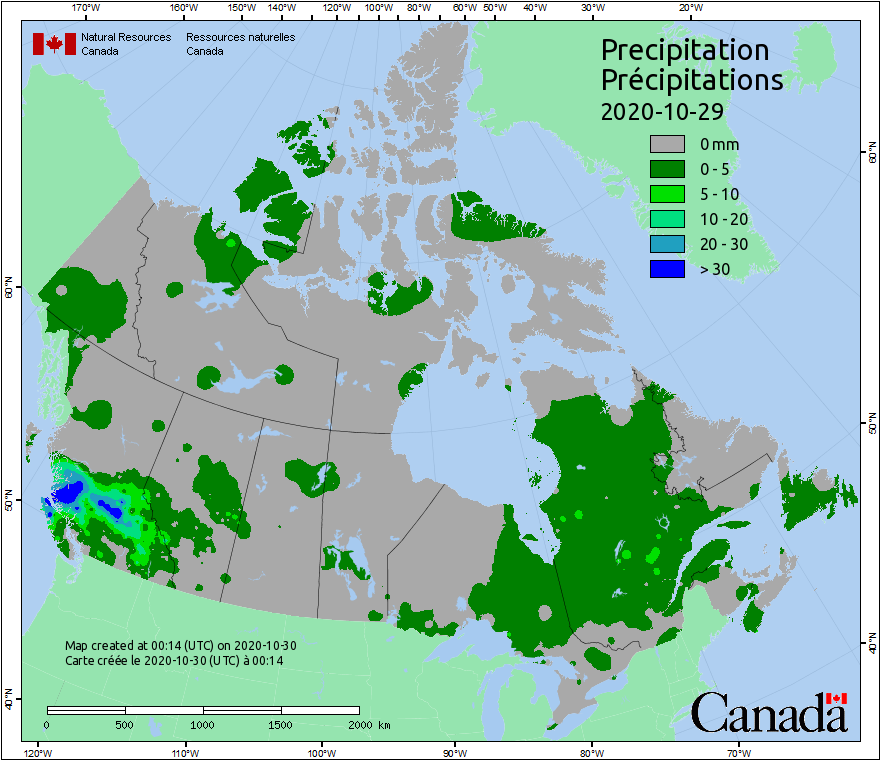 170°W 160°W 150°W 140°W 130°W 120°W 110°W 100°W 90°W 80°W 60°W 50°W 40°W 30°W 20°W
Natural Resources Ressources naturelles
Canada Canada
Precipitation
Précipitations
2020-10-29
0 mm
0 - 5
5 - 10
10 - 20
20 - 30
> 30
60°N
60°N
50°N
50°N
40°N
40°N
Map created at 00:14 (UTC) on 2020-10-30
Carte créée le 2020-10-30 (UTC) à 00:14
0 500 1000 1500 2000 km
Canada
120°W 110°W 100°W 90°W 80°W 70°W